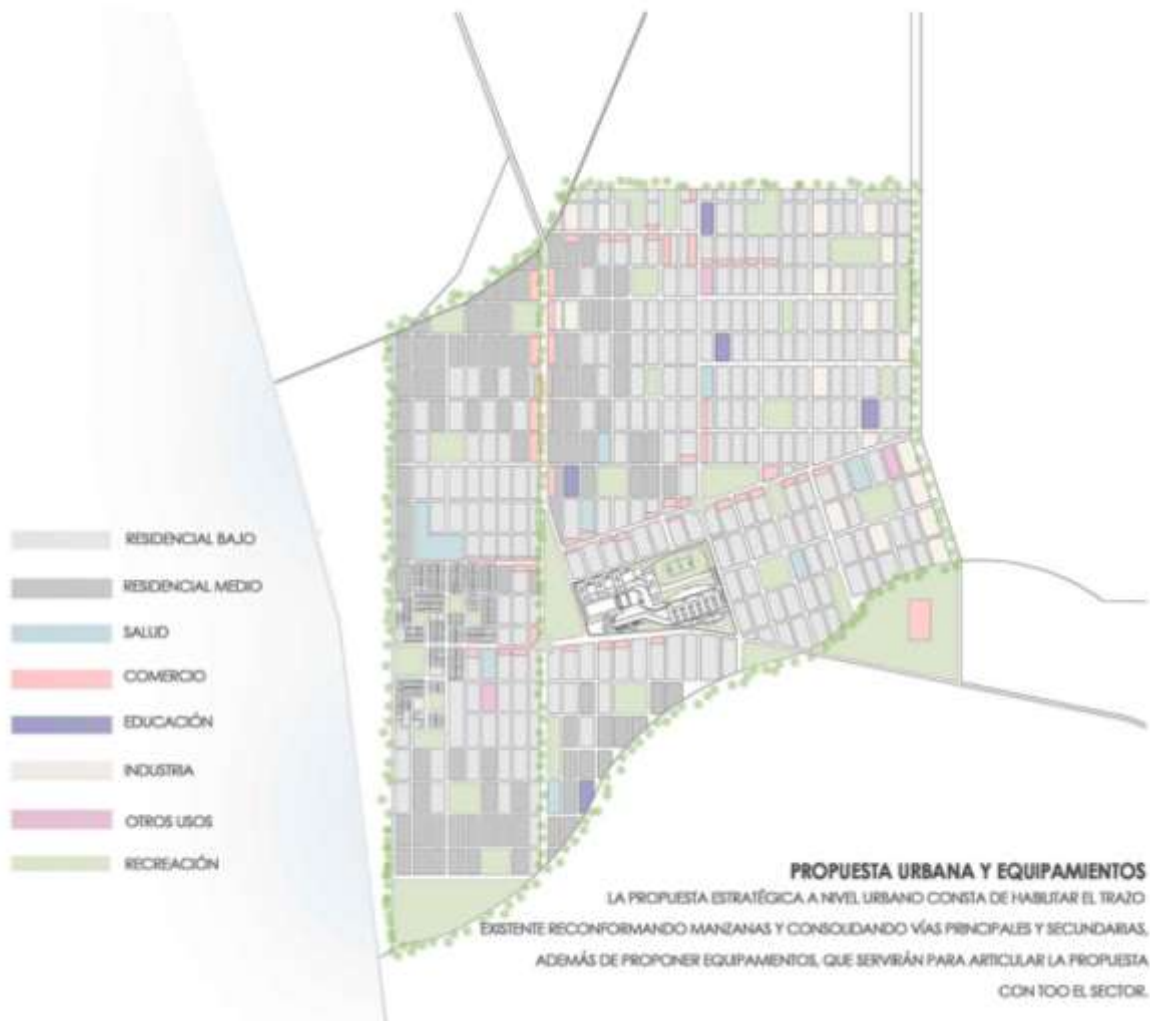 RESIDENCIAL BAJO
RESIDENCIAL MEDIO
SALUD
COMERCIO
EDUCACIÓN
INDUSTRIA
OTROS USOS
RECREACIÓN
PROPUESTA URBANA Y EQUIPAMIENTOS
LA PROPUESTA ESTRATÉGICA A NIVEL URBANO CONSTA DE HABILITAR EL TRAZO
EXISTENTE RECONFORMANDO MANZANAS Y CONSOLIDANDO VÍAS PRINCIPALES Y SECUNDARIAS,
ADEMÁS DE PROPONER EQUIPAMIENTOS, QUE SERVIRÁN PARA ARTICULAR LA PROPUESTA
CON TOO EL SECTOR.